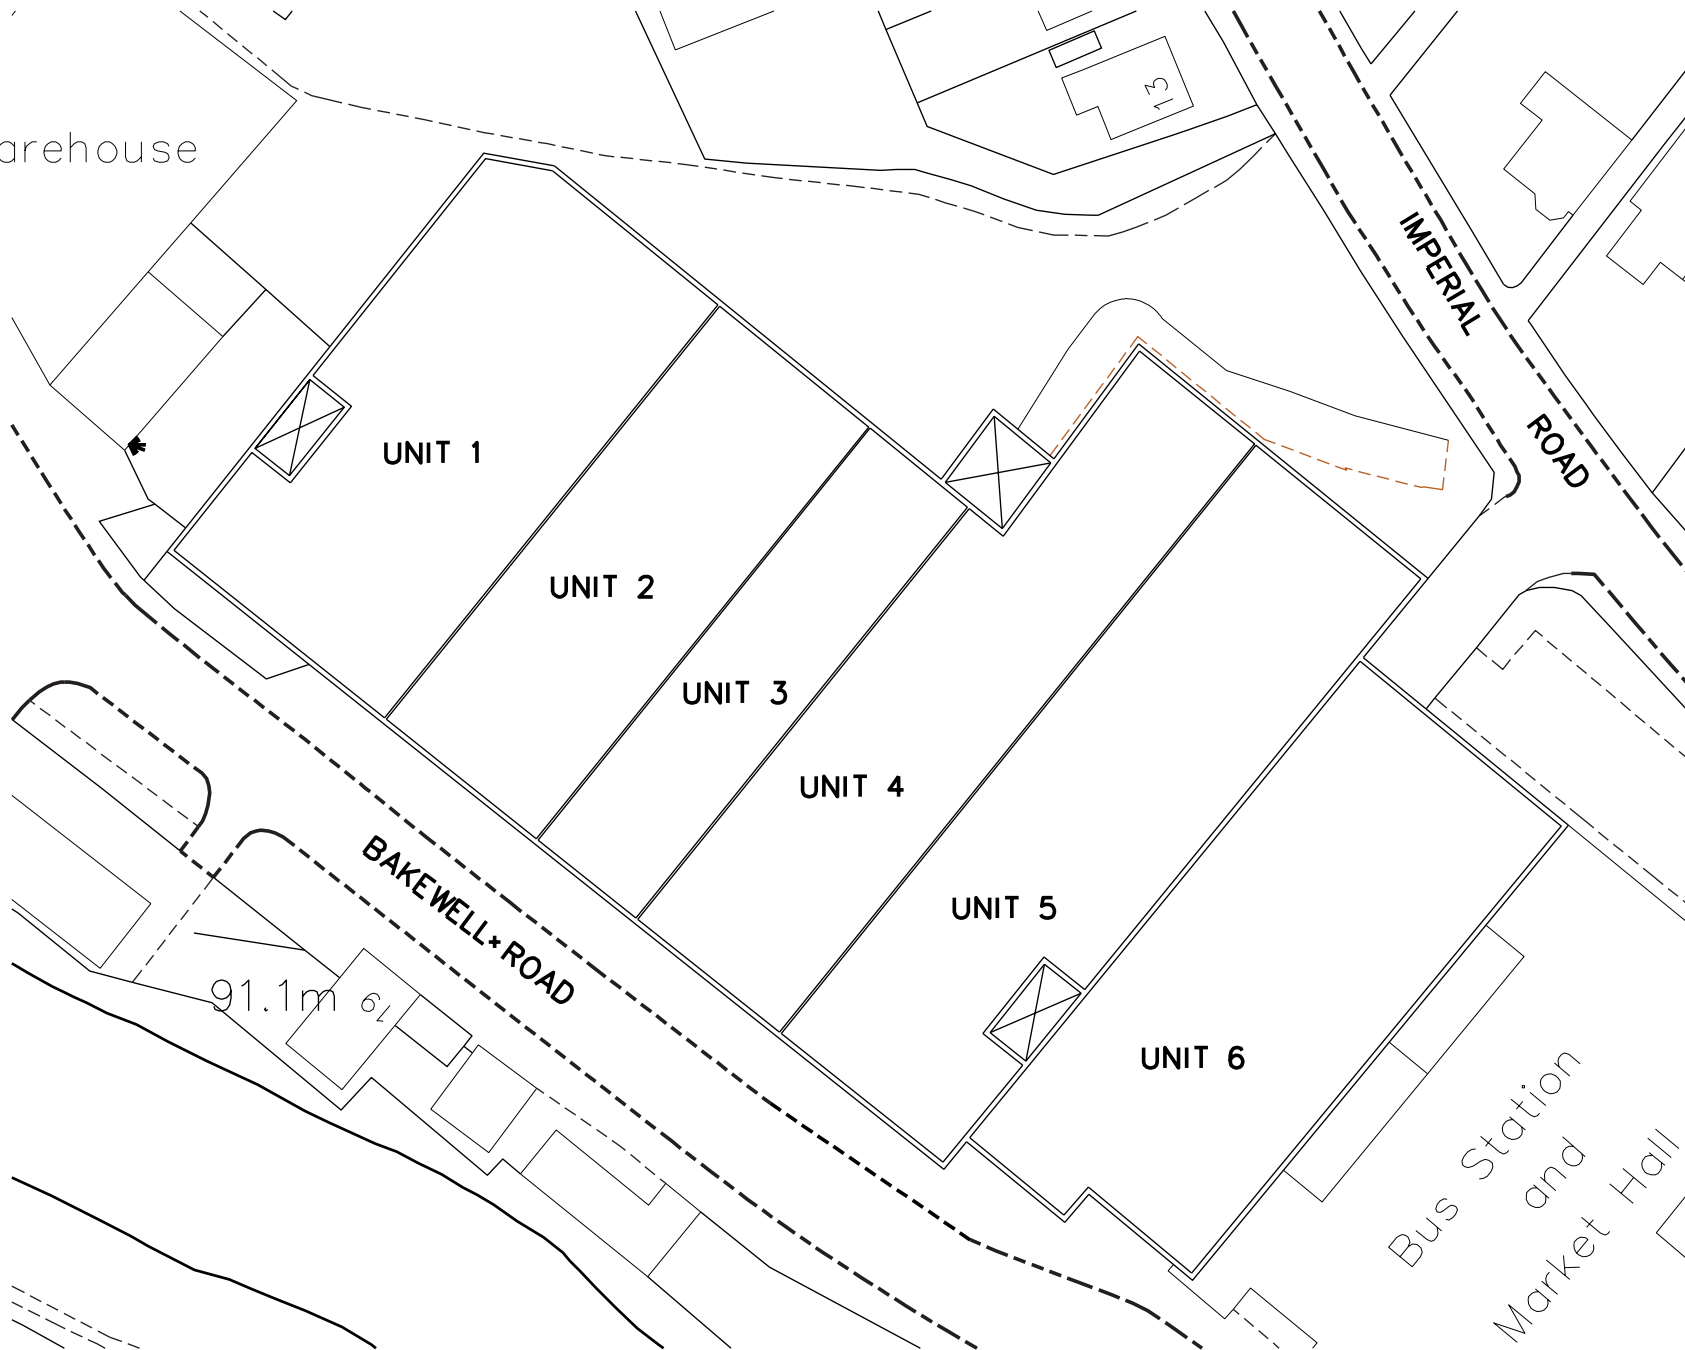 13
arehouse
IMPERIAL
ROAD
UNIT 1
UNIT 2
UNIT 3
UNIT 4
UNIT 5
UNIT 6
BAKEWELL ROAD
91.1m
19
Bus Station
and
Market Hall